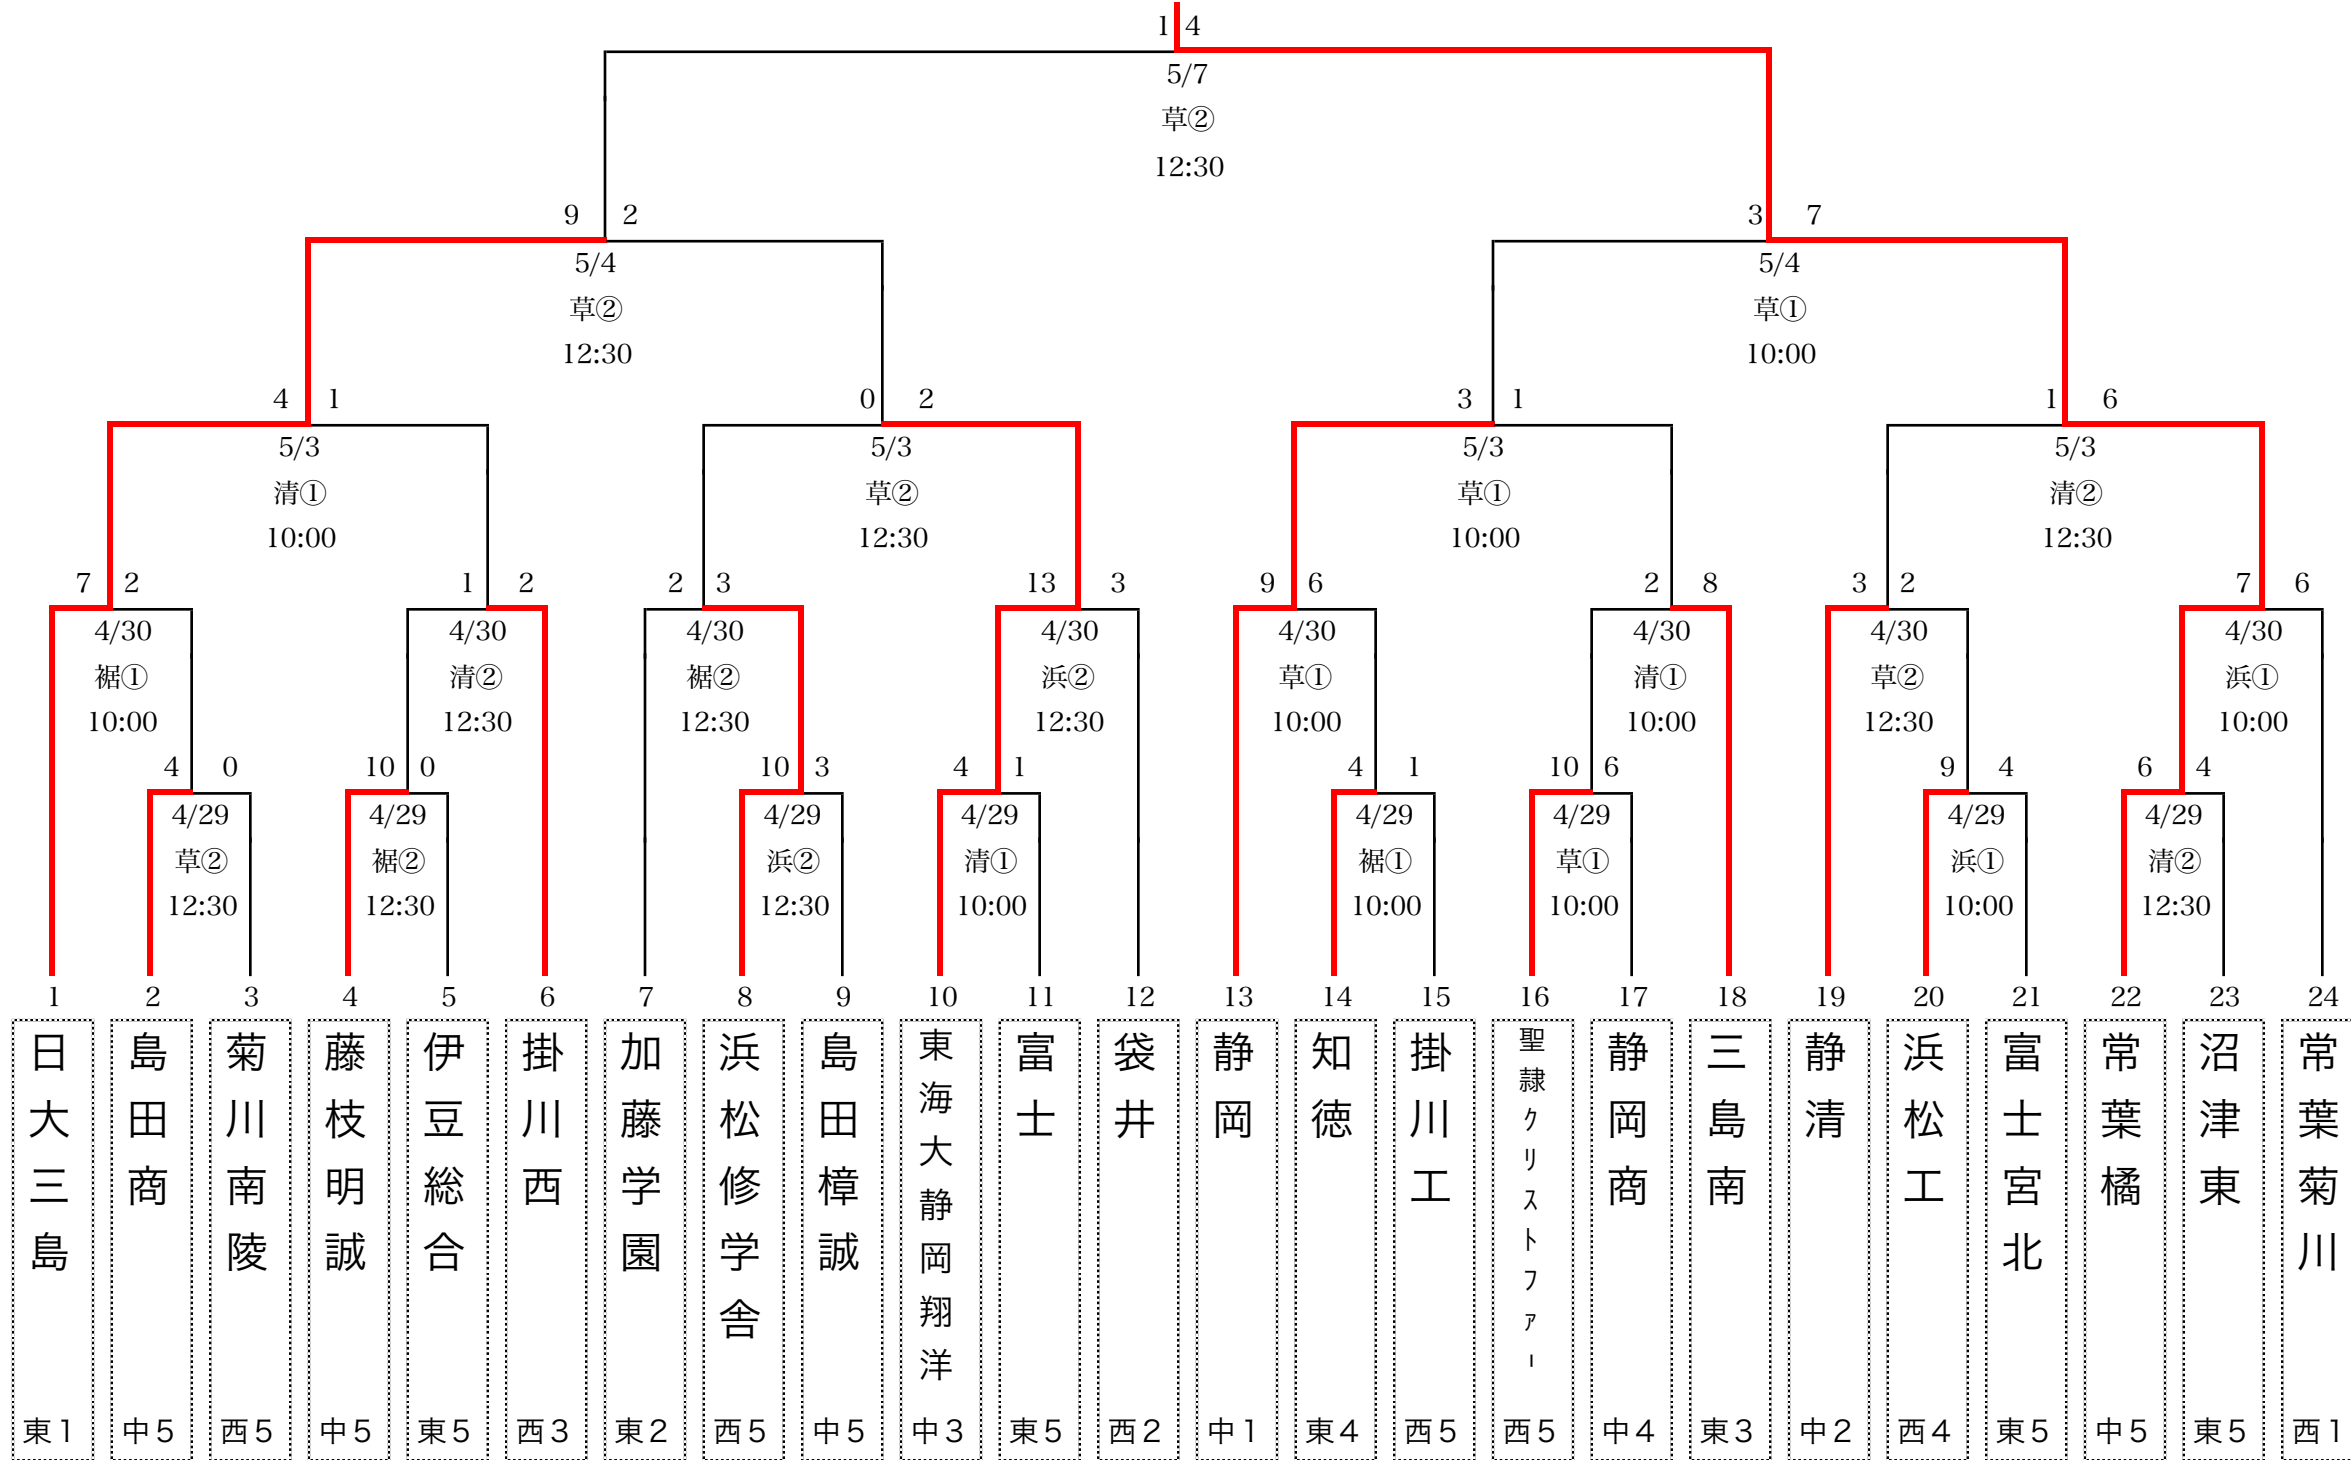 1 4
5/7
草②
12:30
9 2 3 7
5/4 5/4
草② 草①
12:30 10:00
4 1 0 2 3 1 1 6
5/3 5/3 5/3 5/3
清① 草② 草① 清②
10:00 12:30 10:00 12:30
7 2 1 2 2 3 13 3 9 6 2 8 3 2 7 6
4/30 4/30 4/30 4/30 4/30 4/30 4/30 4/30
裾① 清② 裾② 浜② 草① 清① 草② 浜①
10:00 12:30 12:30 12:30 10:00 10:00 12:30 10:00
4 0 10 0 10 3 4 1 4 1 10 6 9 4 6 4
4/29 4/29 4/29 4/29 4/29 4/29 4/29 4/29
草② 裾② 浜② 清① 裾① 草① 浜① 清②
12:30 12:30 12:30 10:00 10:00 10:00 10:00 12:30
1 2 3 4 5 6 7 8 9 10 11 12 13 14 15 16 17 18 19 20 21 22 23 24
日大三島
島田商
菊川南陵
藤枝明誠
伊豆総合
掛川西
加藤学園
浜松修学舎
島田樟誠
東海大静岡翔洋
富士
袋井
静岡
知徳
掛川工
聖隷ｸﾘｽﾄﾌｧｰ
静岡商
三島南
静清
浜松工
富士宮北
常葉橘
沼津東
常葉菊川
東1 中5 西5 中5 東5 西3 東2 西5 中5 中3 東5 西2 中1 東4 西5 西5 中4 東3 中2 西4 東5 中5 東5 西1